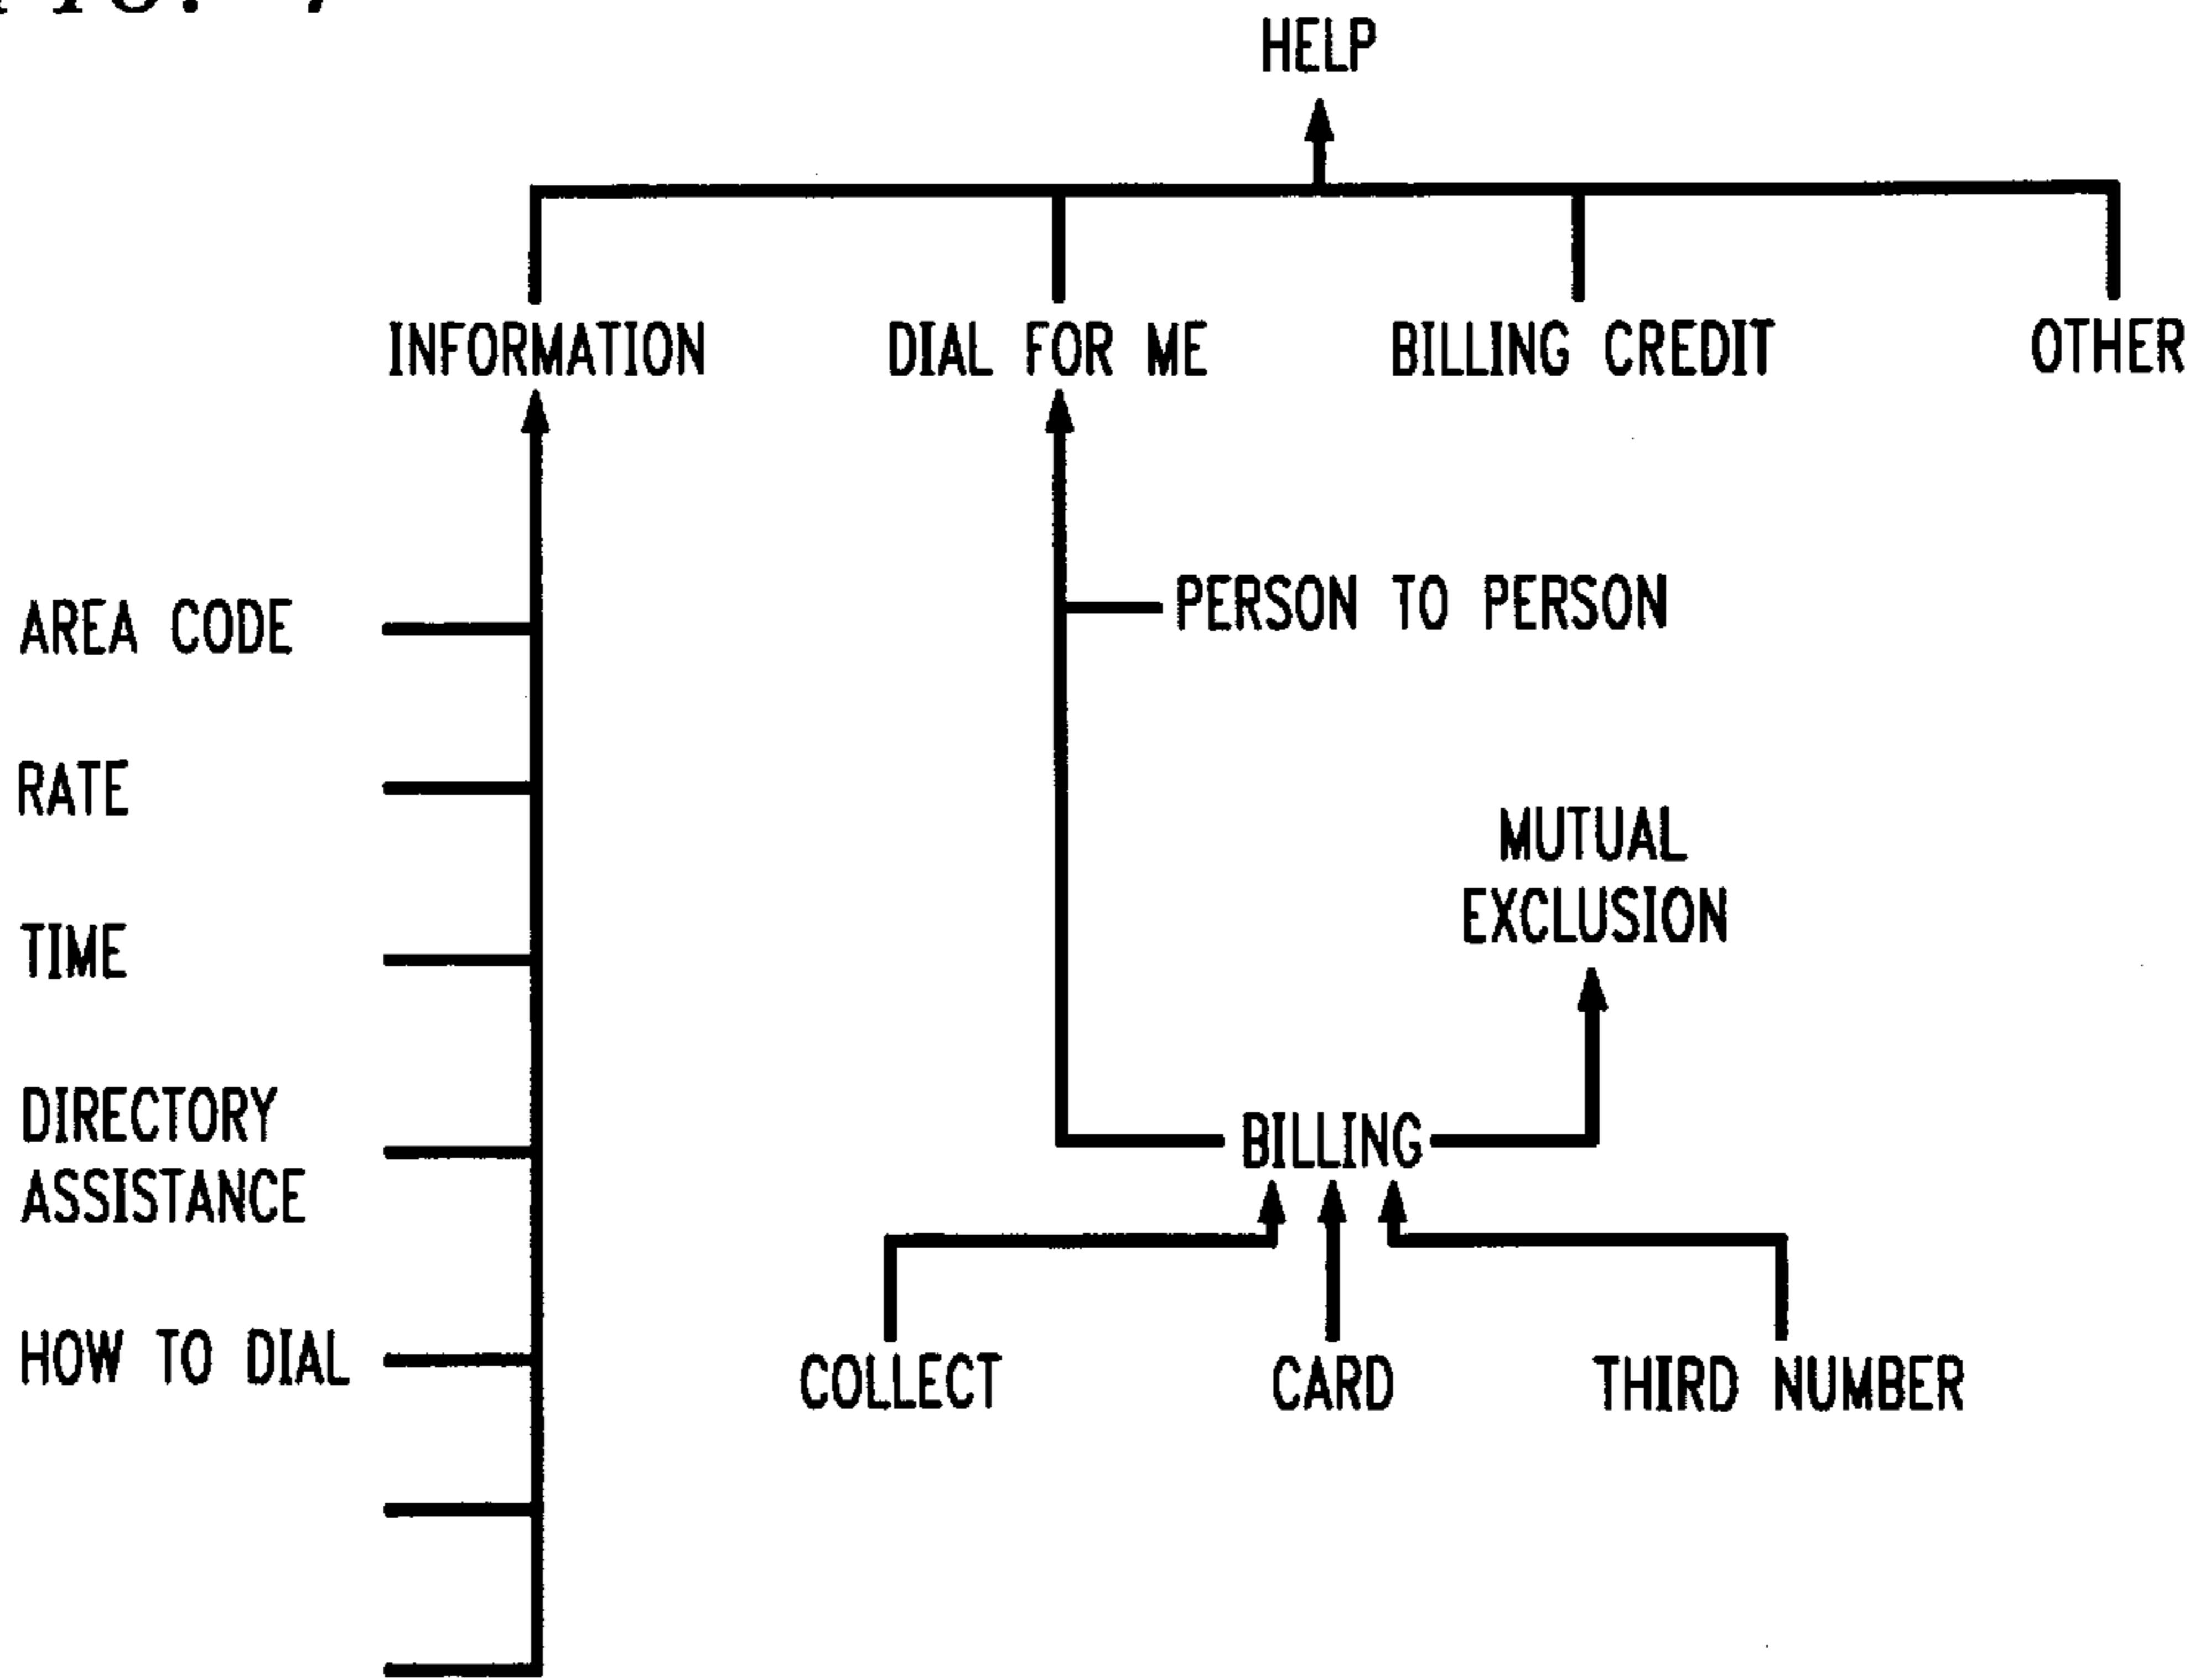 HELP
INFORMATION DIAL FOR ME BILLING CREDIT OTHER
PERSON TO PERSON
AREA CODE
RATE
MUTUAL
EXCLUSION
TIME
DIRECTORY
ASSISTANCE
BILLING
HOW TO DIAL
COLLECT CARD THIRD NUMBER